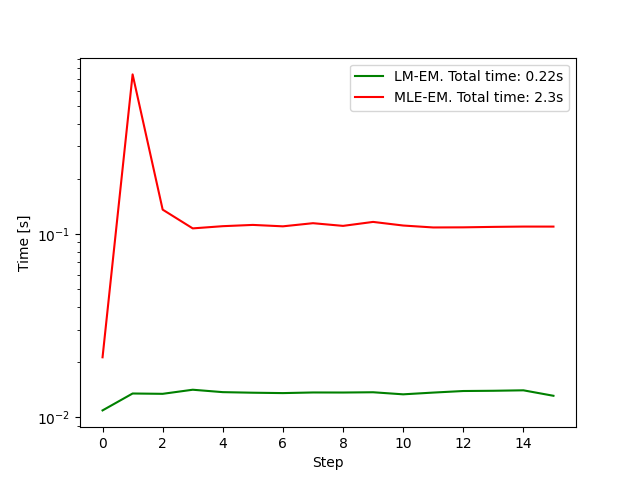 LM-EM. Total time: 0.22s
MLE-EM. Total time: 2.3s
Time [s]
10⁻¹
10⁻²
0 2 4 6 8 10 12 14
Step